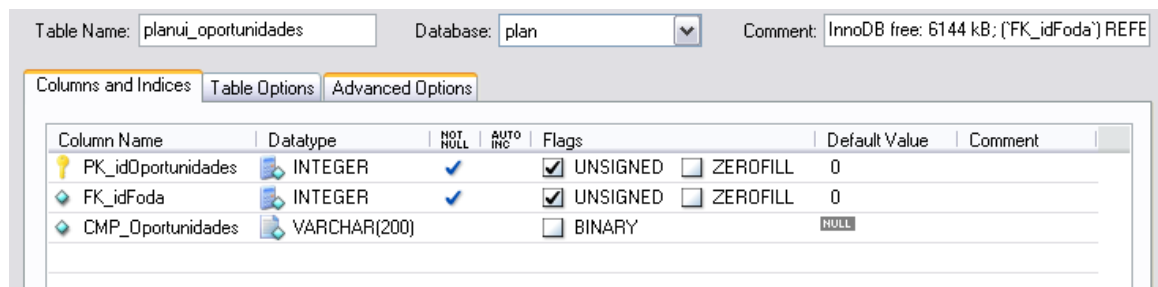 Table Name: planui_oportunidades Database: plan Comment: InnoDB free: 6144 kB; (`FK_idFoda`) REFE
Columns and Indices Table Options Advanced Options
Column Name Datatype NOT NULL AUTO INC Flags Default Value Comment
PK_idOportunidades INTEGER UNSIGNED ZEROFILL 0
FK_idFoda INTEGER UNSIGNED ZEROFILL 0
CMP_Oportunidades VARCHAR(200) BINARY NULL